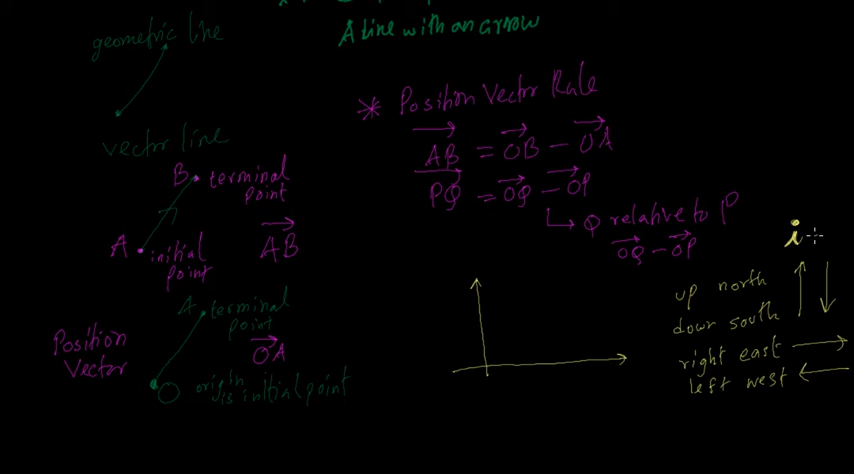 geometric line
A line with an arrow
* Position Vector Rule
vector line
AB = OB - OA
B terminal point
PQ = OQ - OP
Q relative to P
OQ - OP
A initial point
AB
i
A terminal point
Position Vector
OA
O origin is initial point
up north
down south
right east
left west